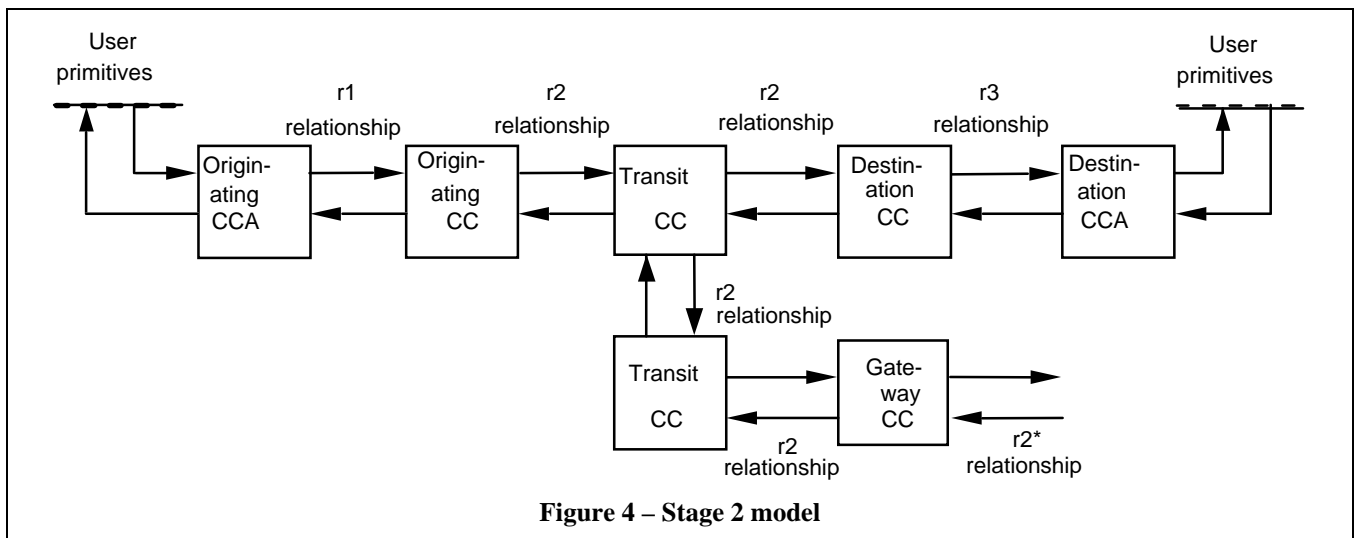 User
primitives
User
primitives
r1
relationship
r2
relationship
r2
relationship
r3
relationship
Origin-
ating
CCA
Origin-
ating
CC
Transit
CC
Destin-
ation
CC
Destin-
ation
CCA
r2
relationship
Transit
CC
Gate-
way
CC
r2
relationship
r2*
relationship
Figure 4 – Stage 2 model